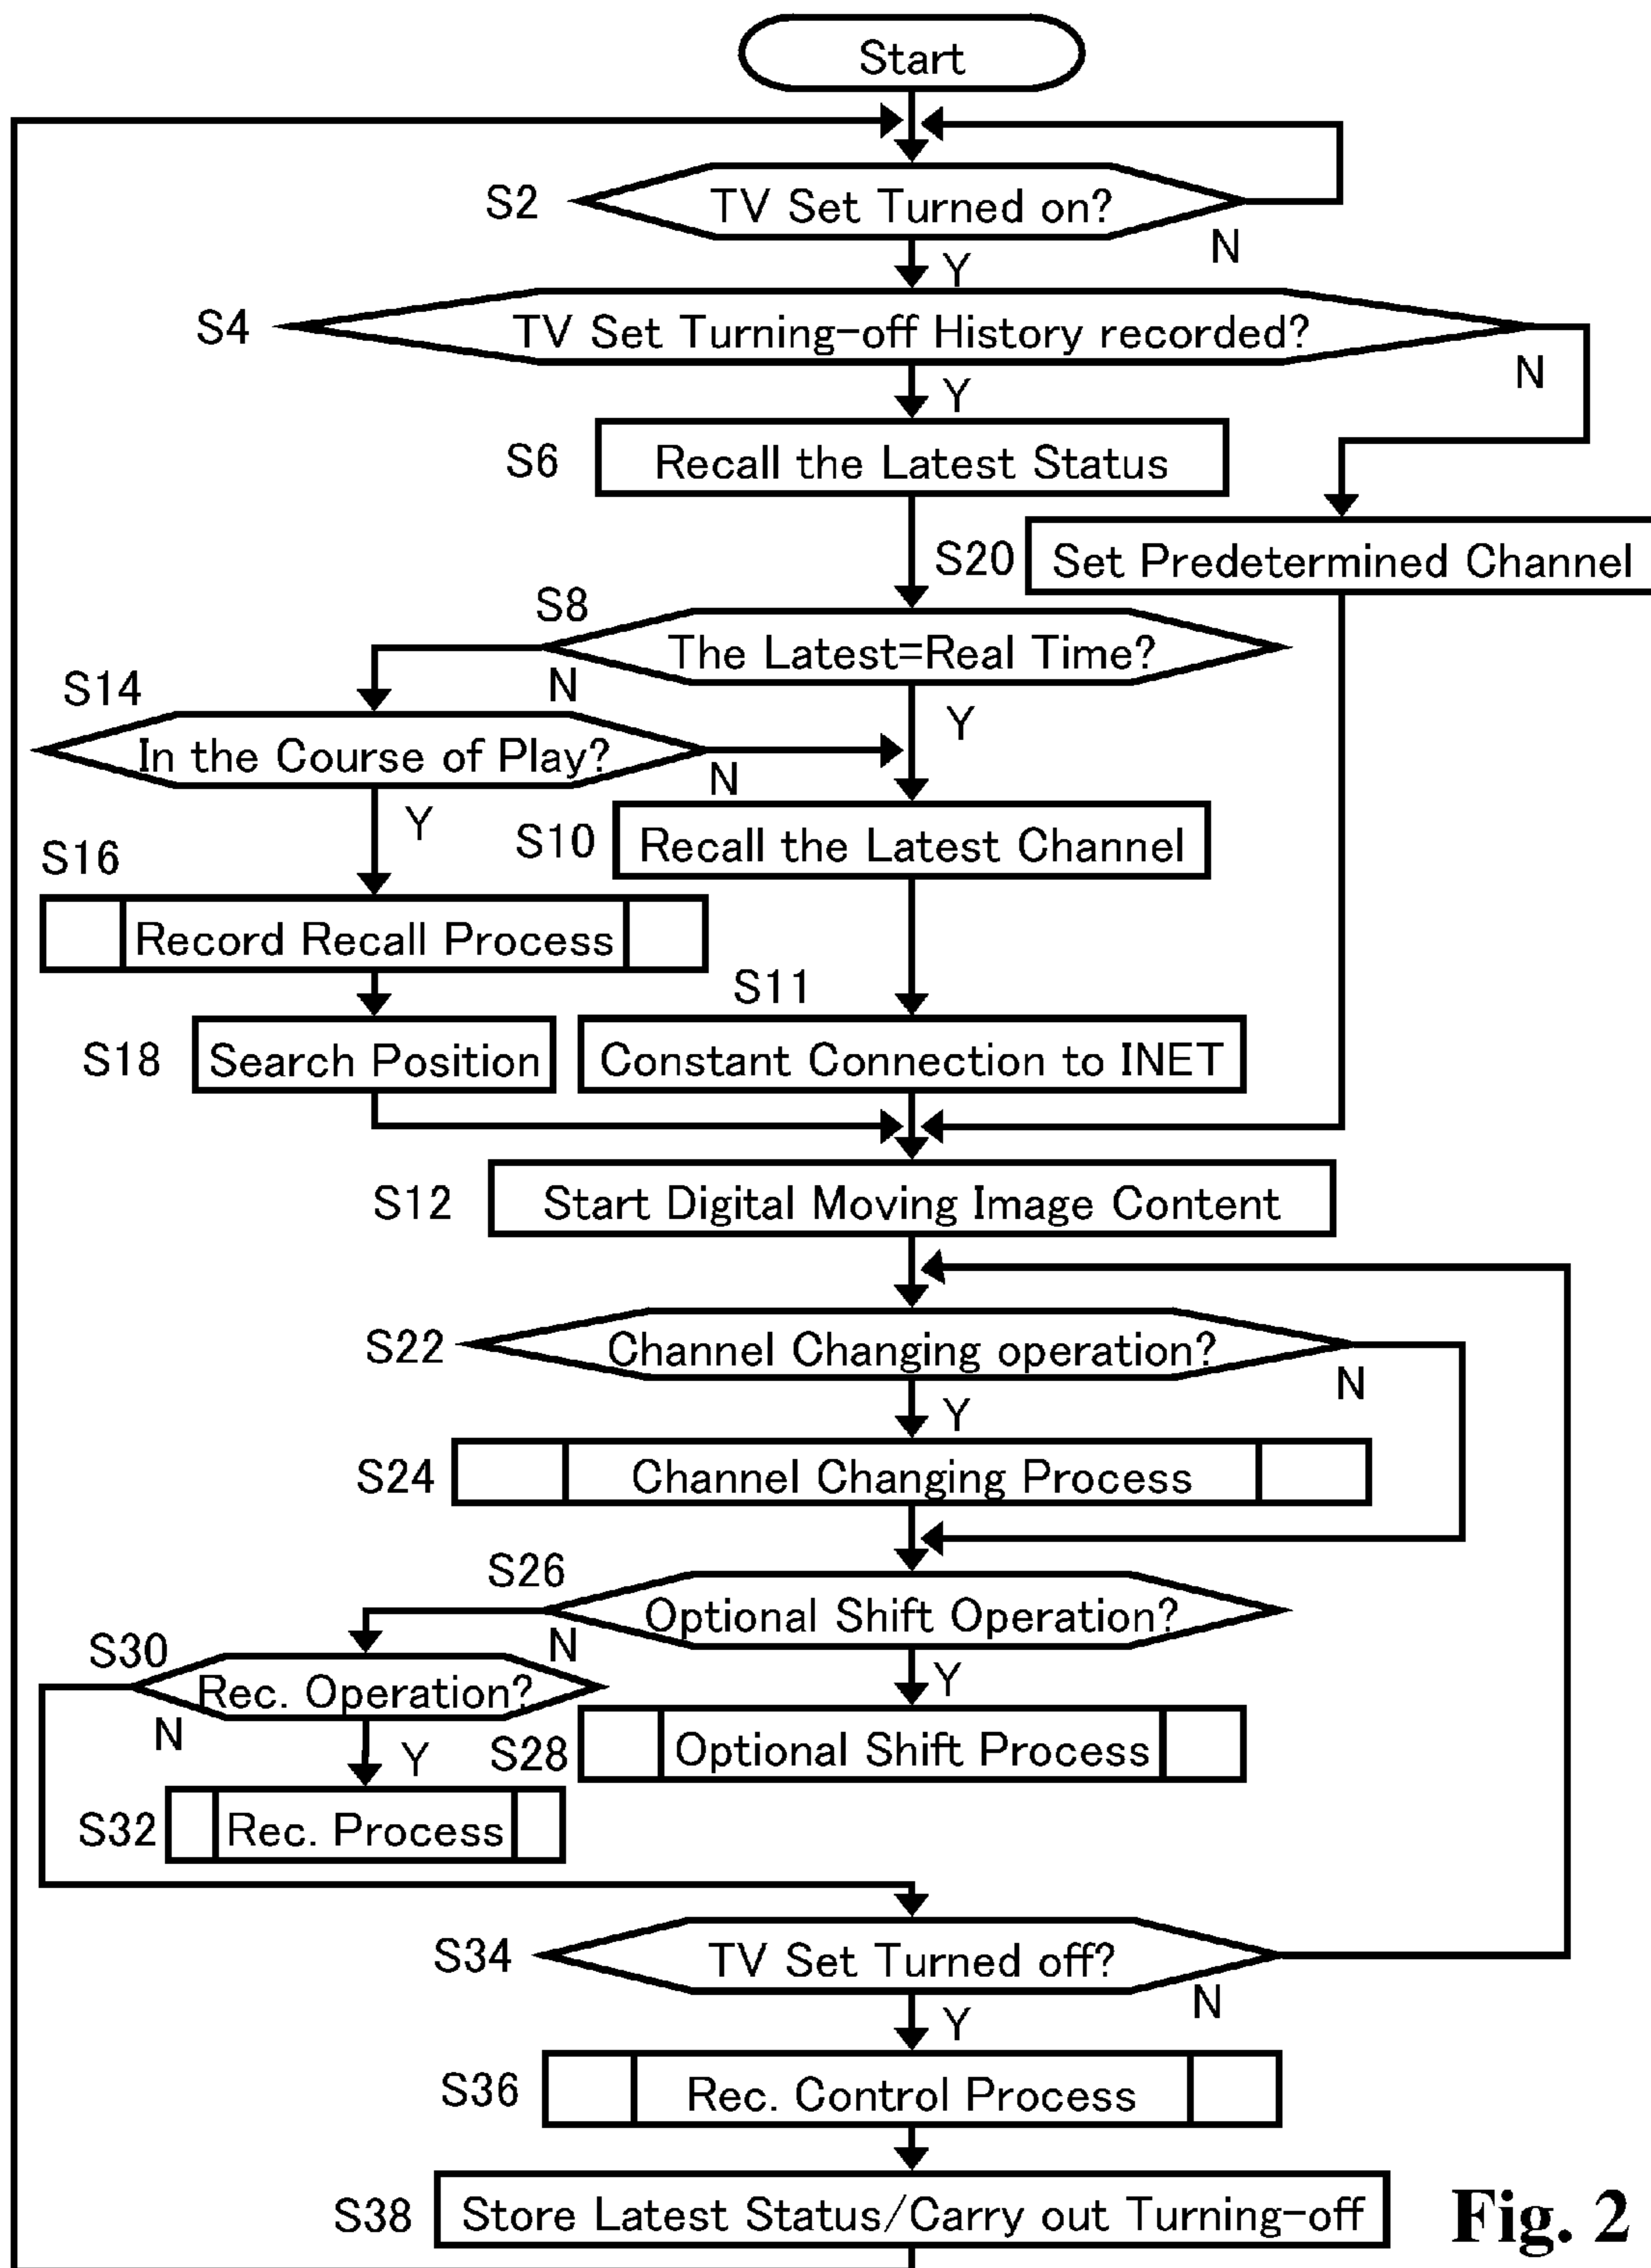 Start
S2
TV Set Turned on?
N
Y
S4
TV Set Turning-off History recorded?
N
Y
S6
Recall the Latest Status
S20
Set Predetermined Channel
S8
The Latest=Real Time?
N
Y
S14
In the Course of Play?
N
Y
S10
Recall the Latest Channel
S16
Record Recall Process
S11
S18
Search Position
Constant Connection to INET
S12
Start Digital Moving Image Content
S22
Channel Changing operation?
N
Y
S24
Channel Changing Process
S26
Optional Shift Operation?
N
Y
S30
Rec. Operation?
N
Y
S28
Optional Shift Process
S32
Rec. Process
S34
TV Set Turned off?
N
Y
S36
Rec. Control Process
S38
Store Latest Status/Carry out Turning-off
Fig. 2